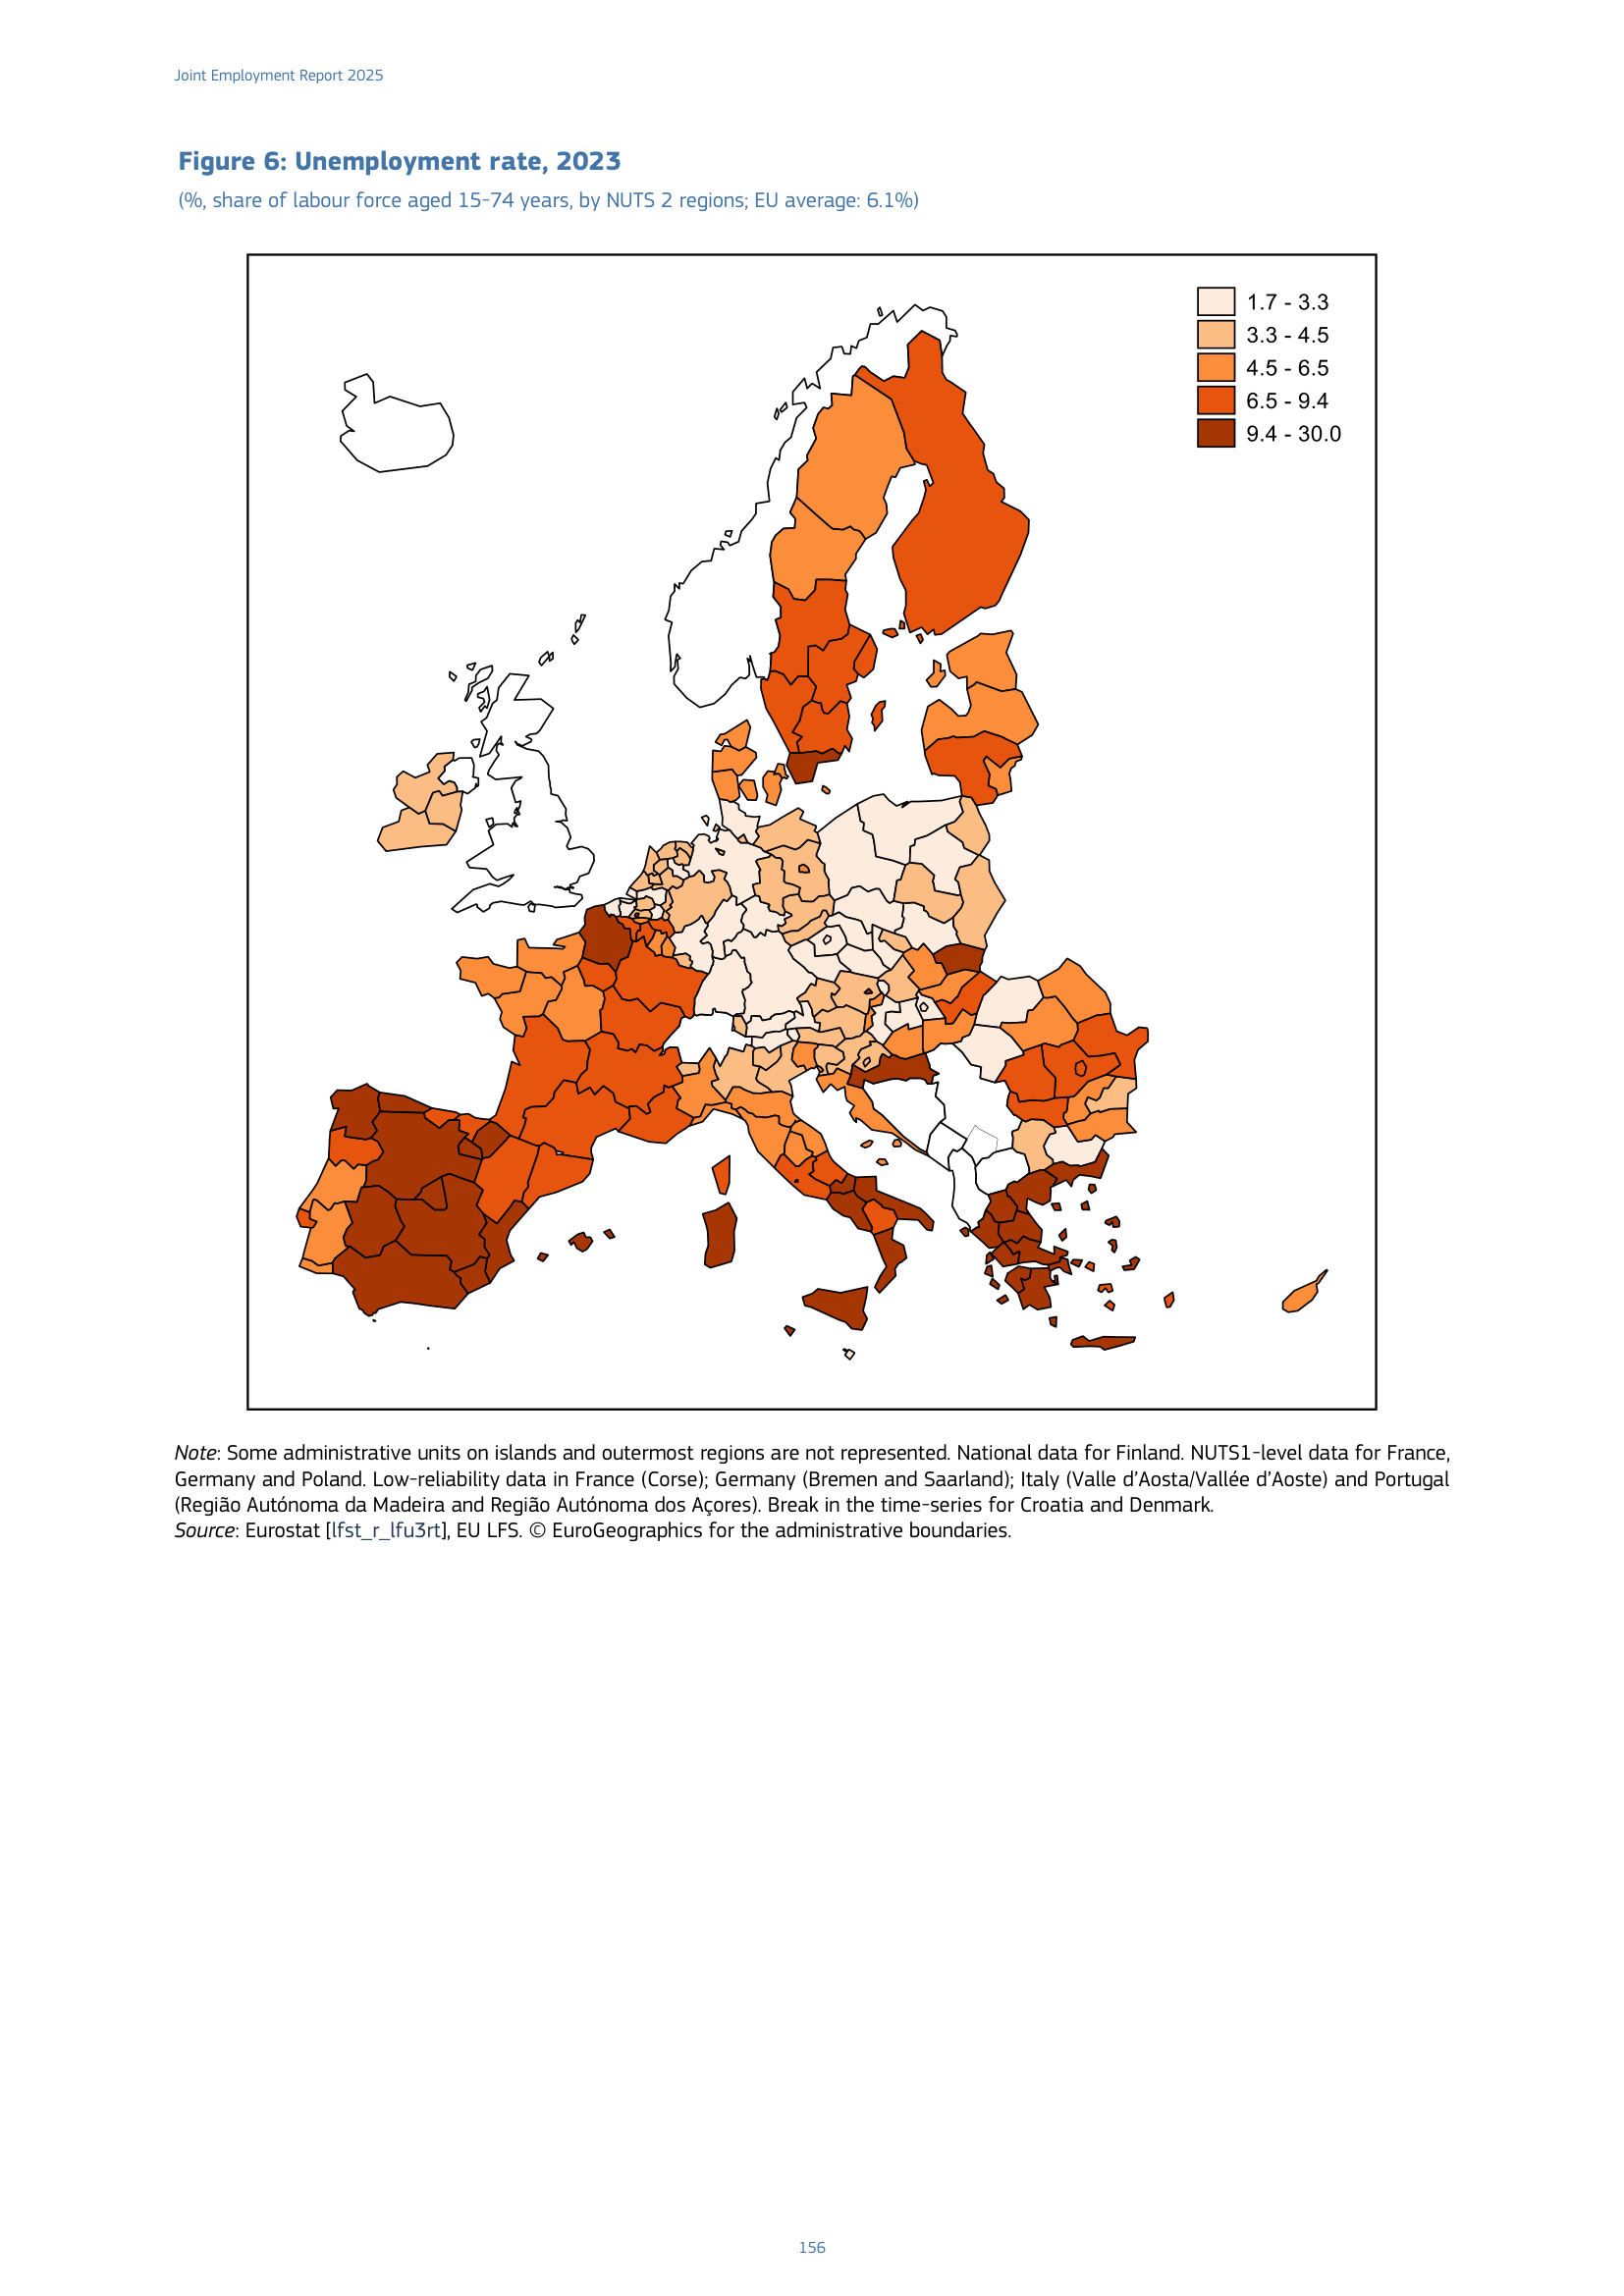 Joint Employment Report 2025
Figure 6: Unemployment rate, 2023
(%, share of labour force aged 15-74 years, by NUTS 2 regions; EU average: 6.1%)
1.7 - 3.3
3.3 - 4.5
4.5 - 6.5
6.5 - 9.4
9.4 - 30.0
Note: Some administrative units on islands and outermost regions are not represented. National data for Finland. NUTS1-level data for France,
Germany and Poland. Low-reliability data in France (Corse); Germany (Bremen and Saarland); Italy (Valle d’Aosta/Vallée d’Aoste) and Portugal
(Região Autónoma da Madeira and Região Autónoma dos Açores). Break in the time-series for Croatia and Denmark.
Source: Eurostat [lfst_r_lfu3rt], EU LFS. © EuroGeographics for the administrative boundaries.
156